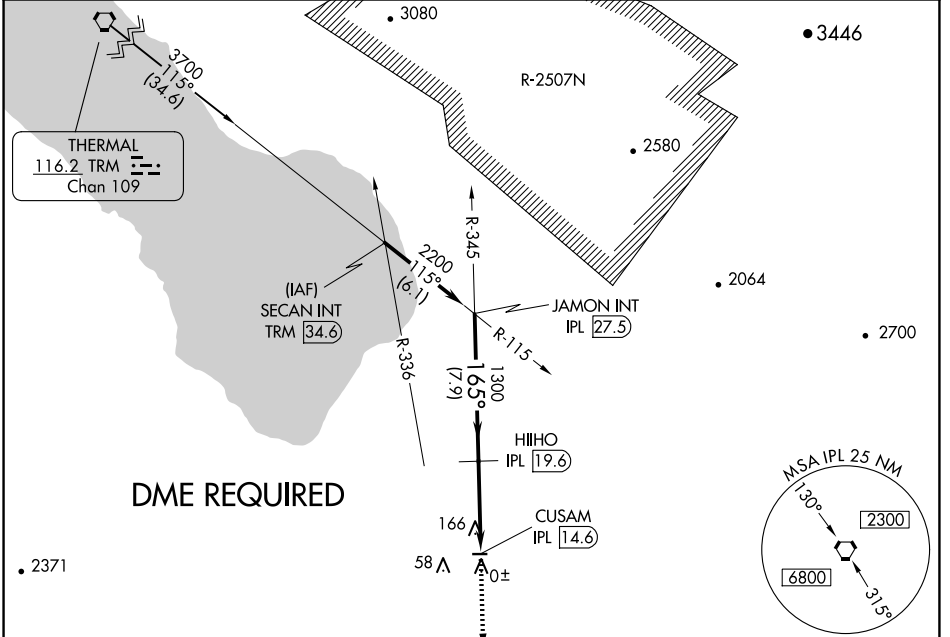 3080
3446
R-2507N
3700
115°
(34.6)
THERMAL
116.2 TRM
Chan 109
2580
R-345
2200
115°
(6.1)
(IAF)
SECAN INT
TRM 34.6
2064
JAMON INT
IPL 27.5
R-115
R-336
2700
1300
165°
(7.9)
HIIHO
IPL 19.6
DME REQUIRED
MSA IPL 25 NM
130°
2300
6800
315°
CUSAM
IPL 14.6
166
58
0±
2371